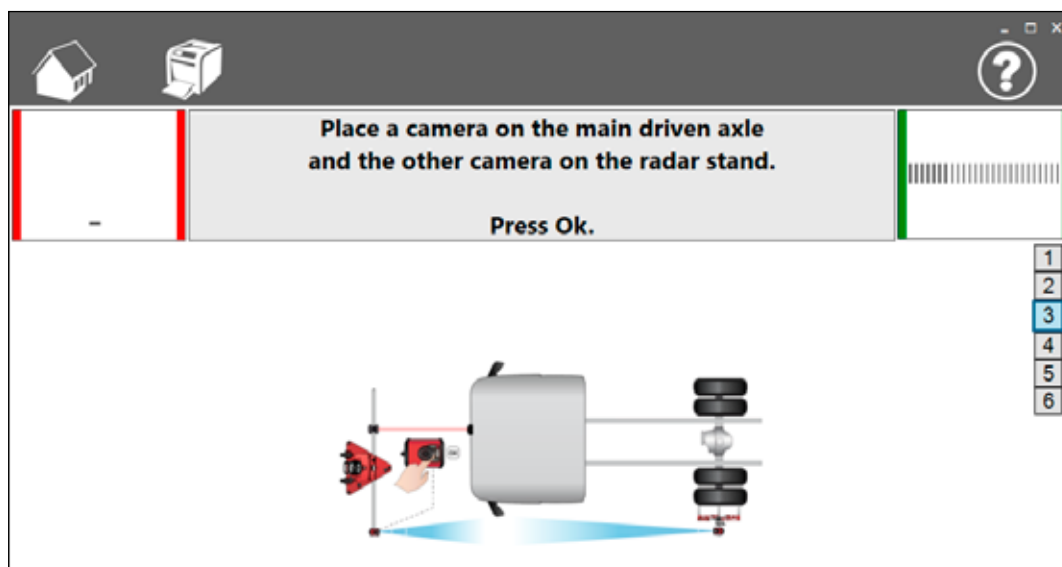 ?
Place a camera on the main driven axle
and the other camera on the radar stand.
Press Ok.
–
1
2
3
4
5
6